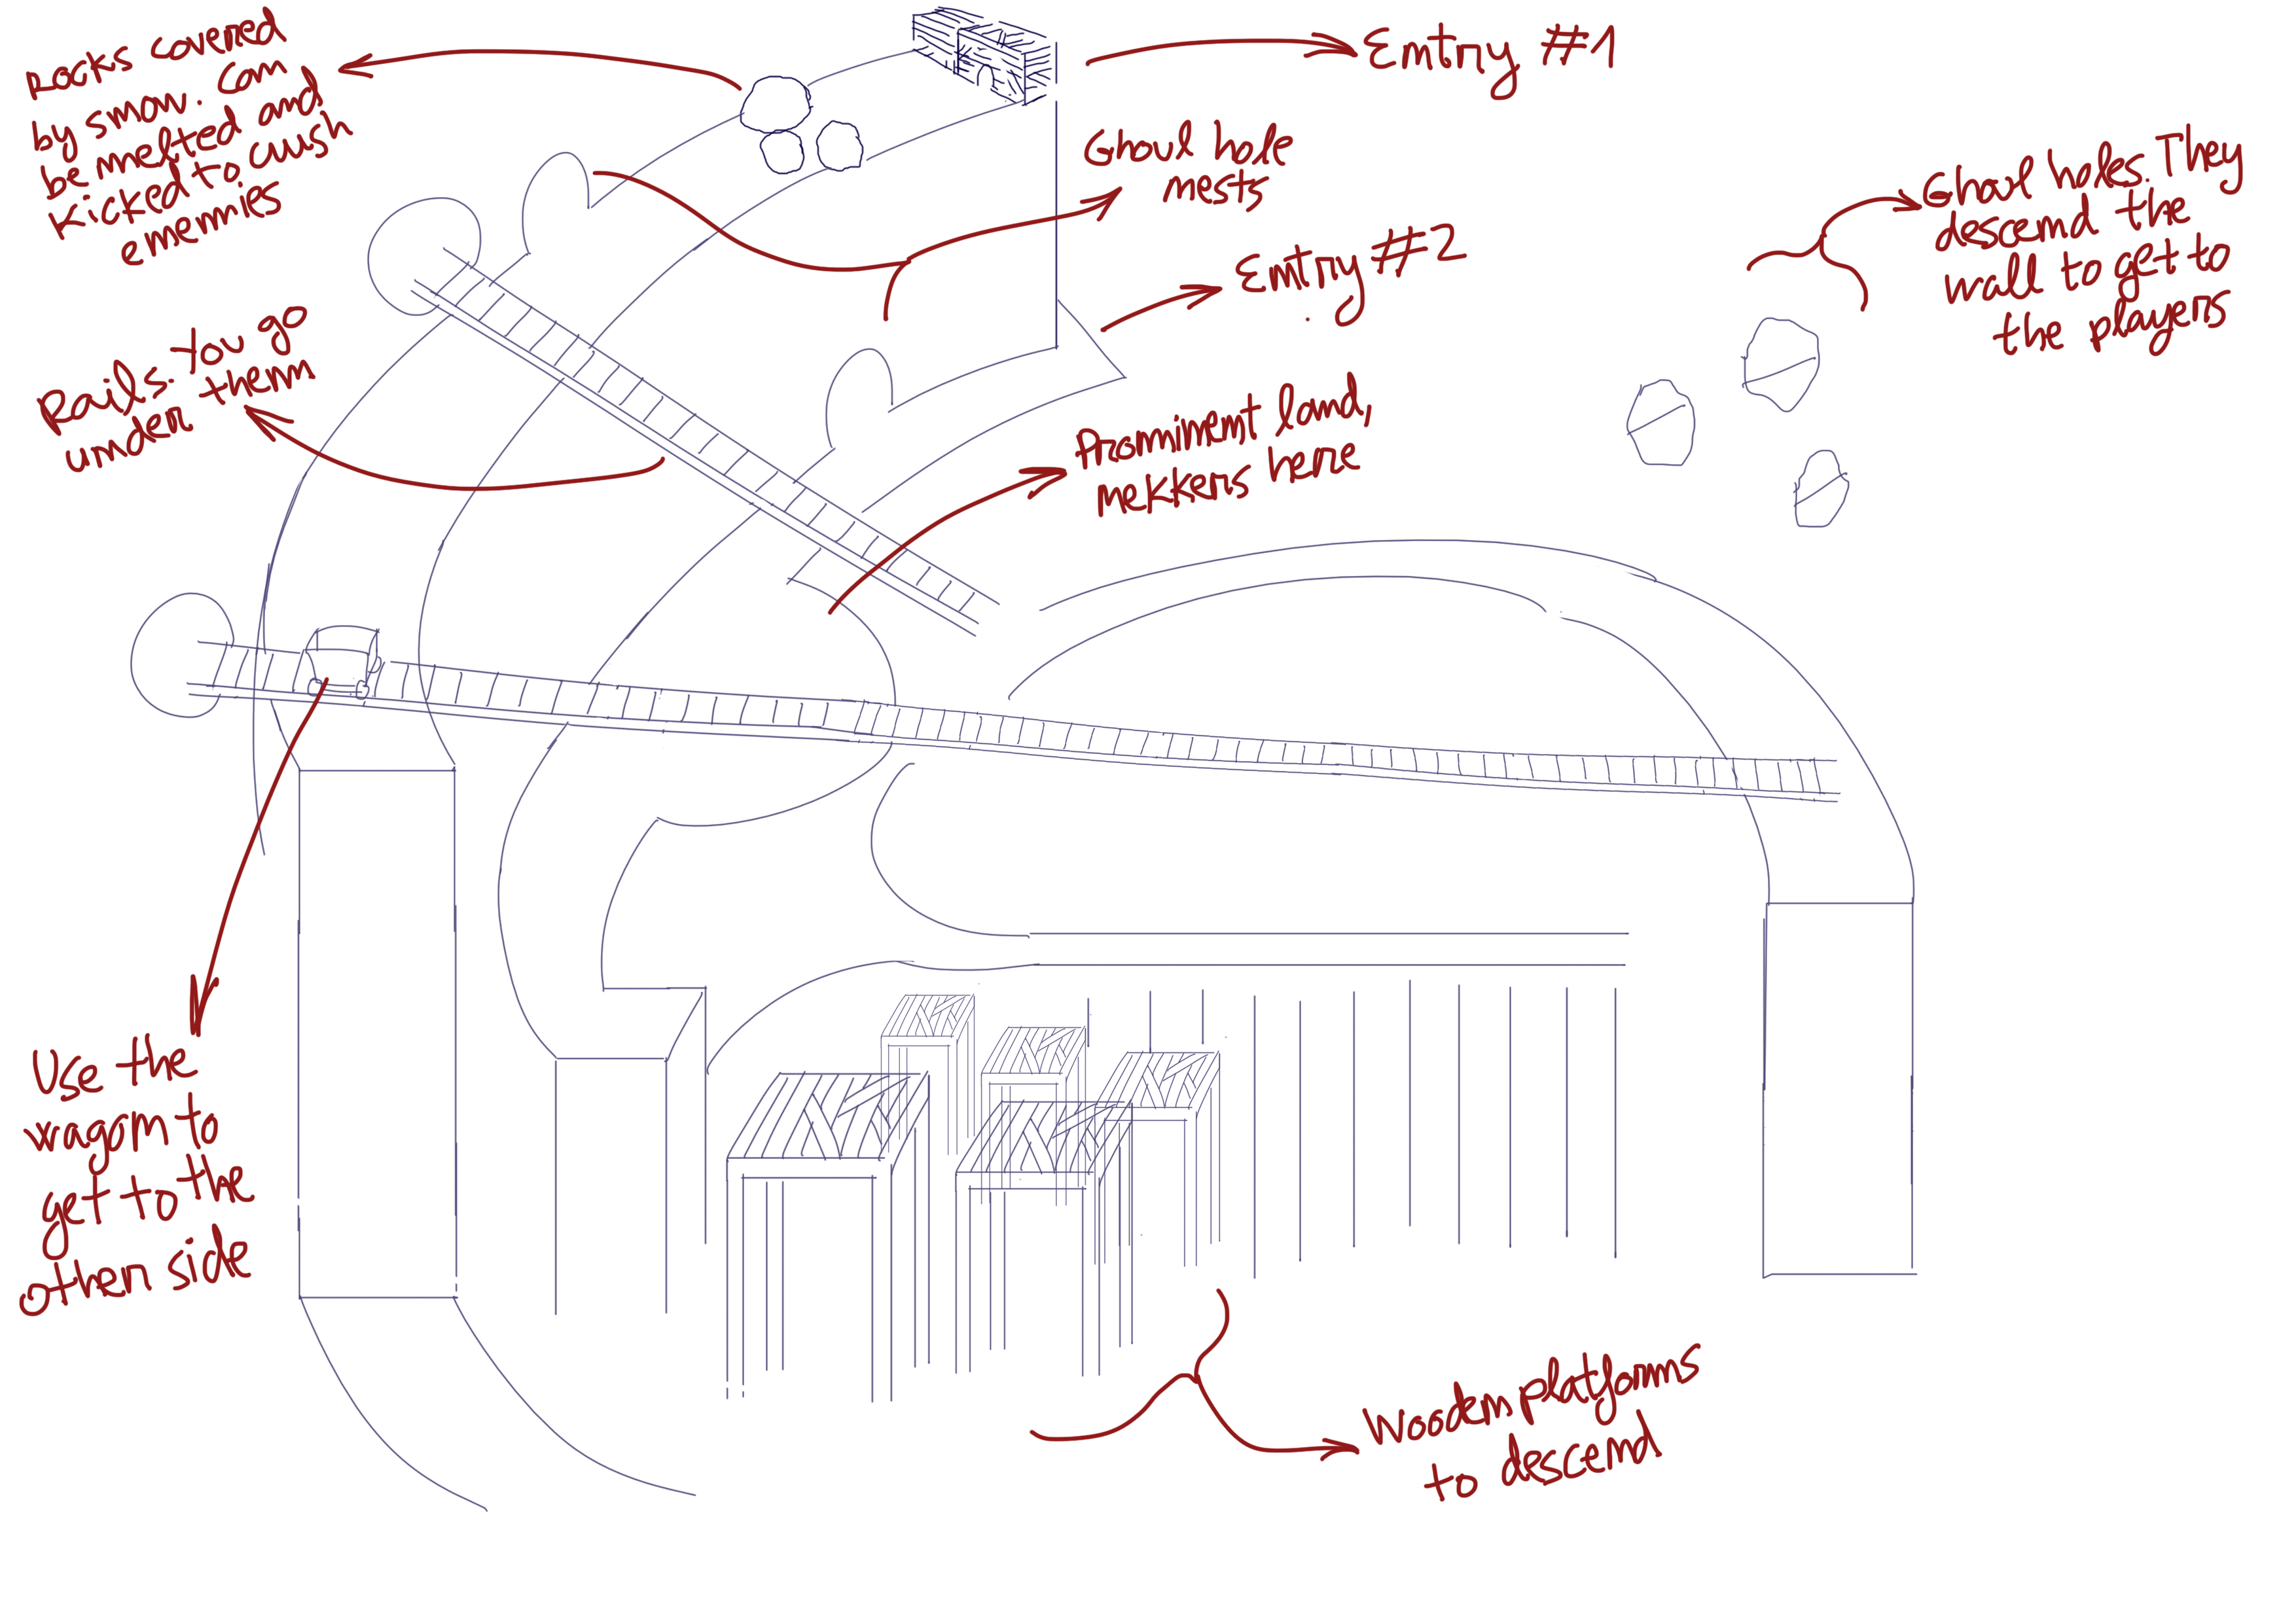 Rocks covered
by snow. Can
be melted and
kicked to crush
enemies
Entry #1
Ghoul hole
nests
Entry #2
Ghoul holes. They
descend the
wall to get to
the players
Rails. You go
under them
Prominent land,
nekkers here
Use the
wagon to
get to the
other side
Wooden platforms
to descend